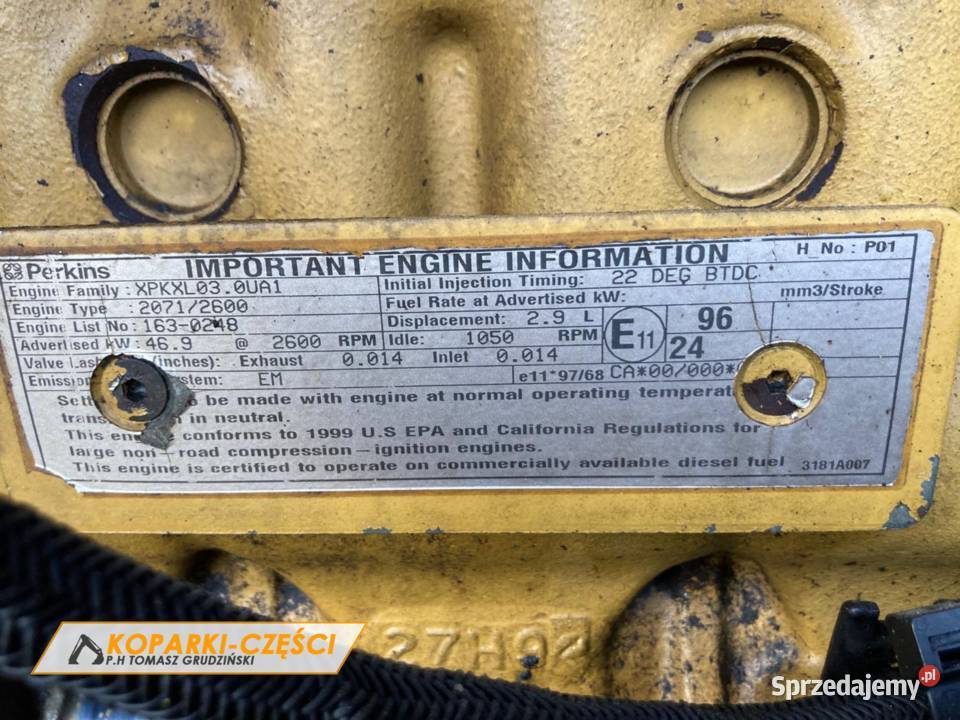 Perkins IMPORTANT ENGINE INFORMATION H_No : P01
Engine Family : XPKXL03.0UA1 Initial Injection Timing: 22 DEG BTDC
Engine Type : 2071/2600 Fuel Rate at Advertised kW: mm3/Stroke
Engine List No: 163-0248 Displacement: 2.9 L E11 96
Advertised kW: 46.9 @ 2600 RPM Idle: 1050 RPM 24
Valve (inches): Exhaust 0.014 Inlet 0.014
EM e11*97/68 CA*00/000*
be made with engine at normal operating
in neutral.
This conforms to 1999 U.S EPA and California Regulations for
large non-road compression-ignition engines.
This engine is certified to operate on commercially available diesel fuel 3181A007
KOPARKI-CZĘŚCI
P.H TOMASZ GRUDZIŃSKI
Sprzedajemy.pl